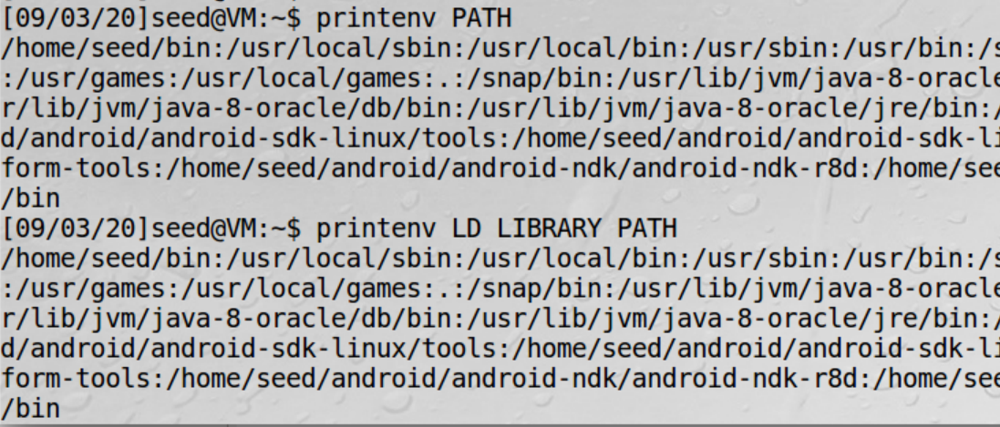 [09/03/20]seed@VM:~$ printenv PATH
/home/seed/bin:/usr/local/sbin:/usr/local/bin:/usr/sbin:/usr/bin:/s
:/usr/games:/usr/local/games:.:/snap/bin:/usr/lib/jvm/java-8-oracle
r/lib/jvm/java-8-oracle/db/bin:/usr/lib/jvm/java-8-oracle/jre/bin:/
d/android/android-sdk-linux/tools:/home/seed/android/android-sdk-li
form-tools:/home/seed/android/android-ndk/android-ndk-r8d:/home/see
/bin
[09/03/20]seed@VM:~$ printenv LD LIBRARY PATH
/home/seed/bin:/usr/local/sbin:/usr/local/bin:/usr/sbin:/usr/bin:/s
:/usr/games:/usr/local/games:.:/snap/bin:/usr/lib/jvm/java-8-oracle
r/lib/jvm/java-8-oracle/db/bin:/usr/lib/jvm/java-8-oracle/jre/bin:/
d/android/android-sdk-linux/tools:/home/seed/android/android-sdk-li
form-tools:/home/seed/android/android-ndk/android-ndk-r8d:/home/see
/bin